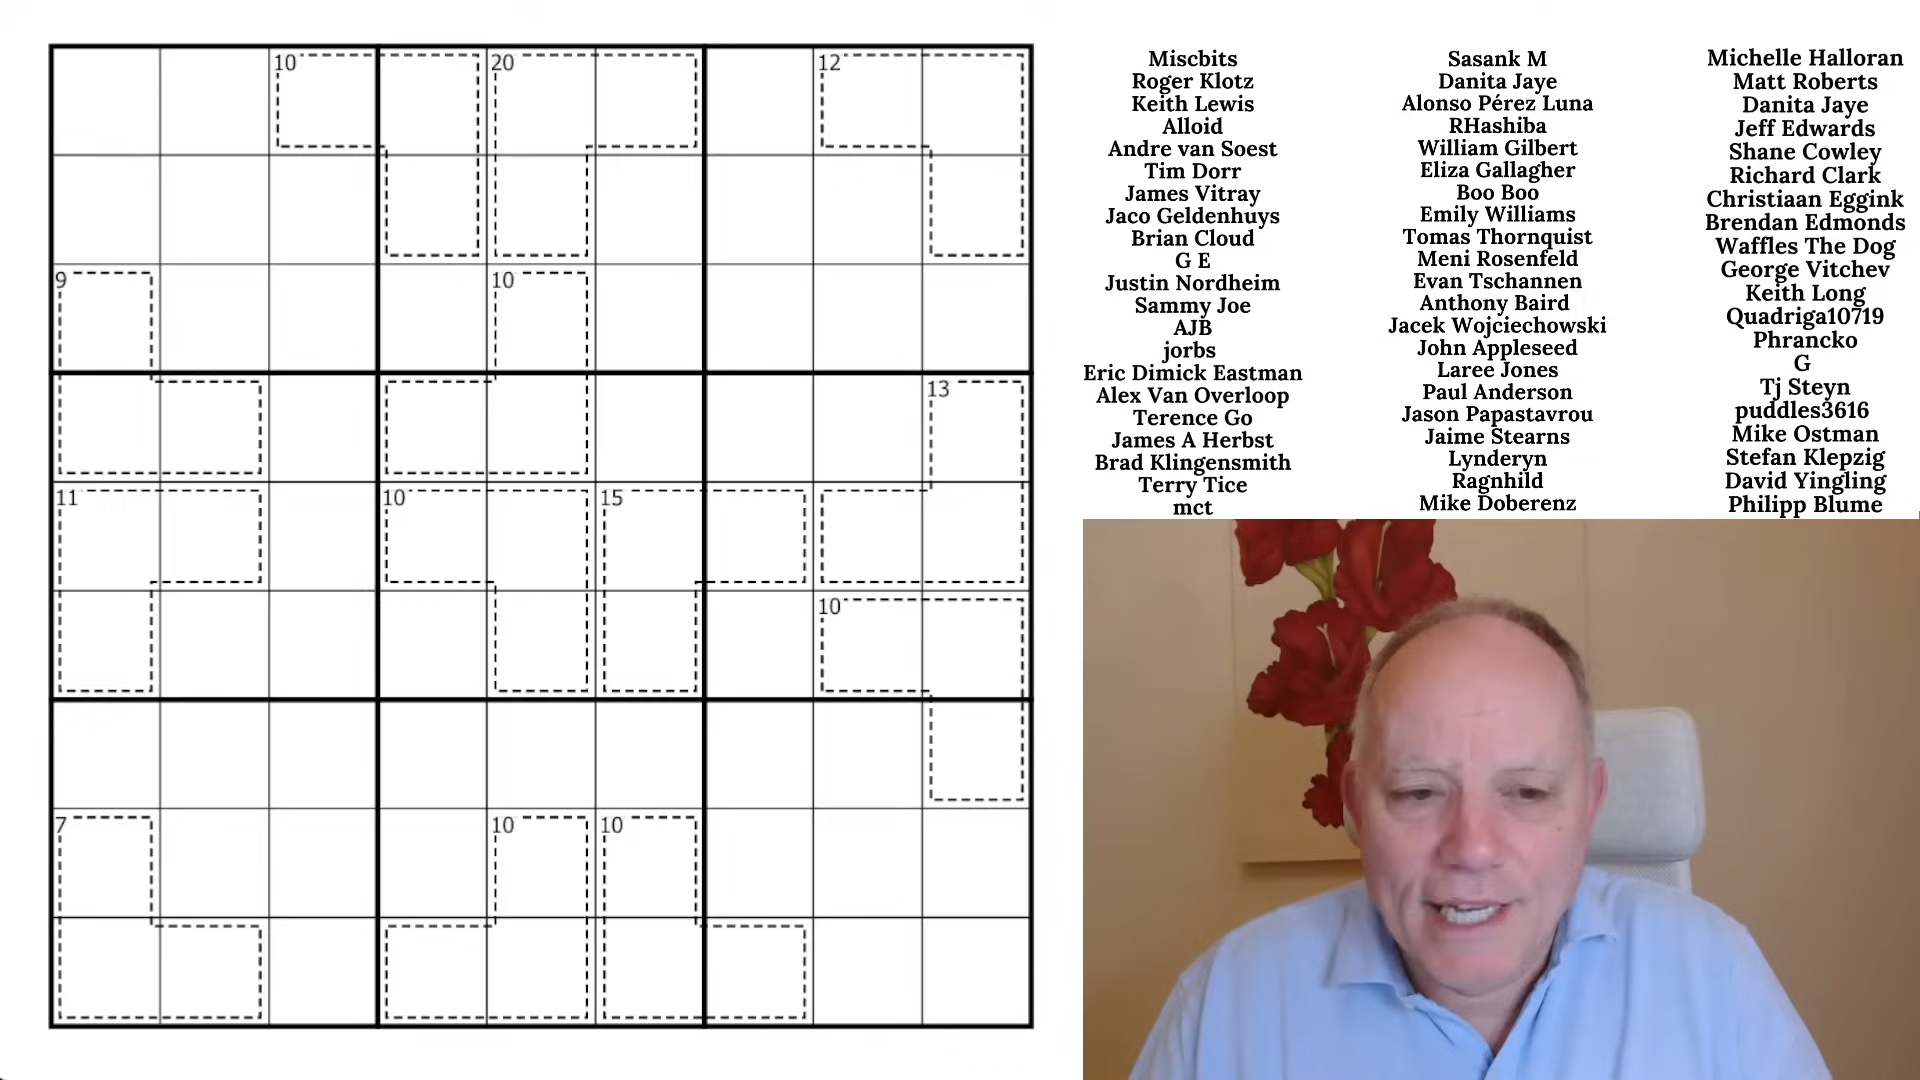 10 20 12
9 10
13
11 10 15
10
7 10 10
Miscbits
Roger Klotz
Keith Lewis
Alloid
Andre van Soest
Tim Dorr
James Vitray
Jaco Geldenhuys
Brian Cloud
G E
Justin Nordheim
Sammy Joe
AJB
jorbs
Eric Dimick Eastman
Alex Van Overloop
Terence Go
James A Herbst
Brad Klingensmith
Terry Tice
mct
Sasank M
Danita Jaye
Alonso Pérez Luna
RHashiba
William Gilbert
Eliza Gallagher
Boo Boo
Emily Williams
Tomas Thornquist
Meni Rosenfeld
Evan Tschannen
Anthony Baird
Jacek Wojciechowski
John Appleseed
Laree Jones
Paul Anderson
Jason Papastavrou
Jaime Stearns
Lynderyn
Ragnhild
Mike Doberenz
Michelle Halloran
Matt Roberts
Danita Jaye
Jeff Edwards
Shane Cowley
Richard Clark
Christiaan Eggink
Brendan Edmonds
Waffles The Dog
George Vitchev
Keith Long
Quadriga10719
Phrancko
G
Tj Steyn
puddles3616
Mike Ostman
Stefan Klepzig
David Yingling
Philipp Blume